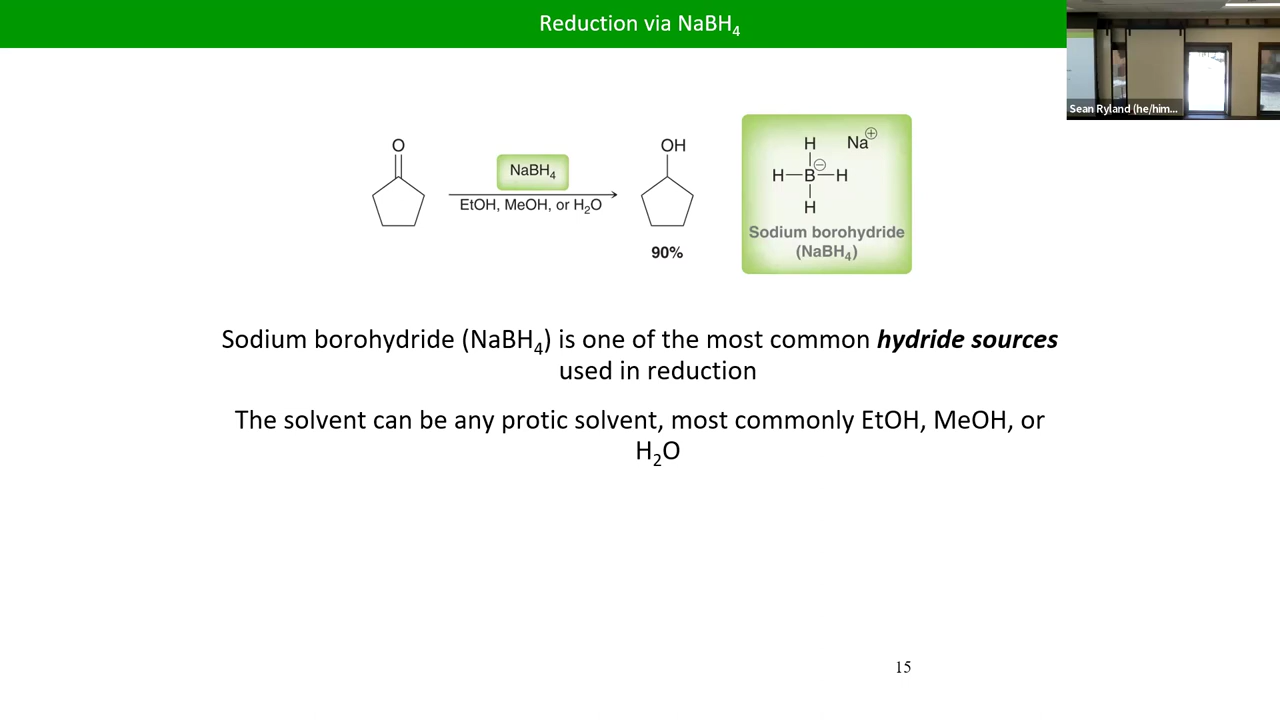 Reduction via NaBH₄
Sean Ryland (he/him...
O
NaBH₄
EtOH, MeOH, or H₂O
OH
90%
H Na⊕
H—B⊖—H
H
Sodium borohydride
(NaBH₄)
Sodium borohydride (NaBH₄) is one of the most common hydride sources
used in reduction
The solvent can be any protic solvent, most commonly EtOH, MeOH, or
H₂O
15